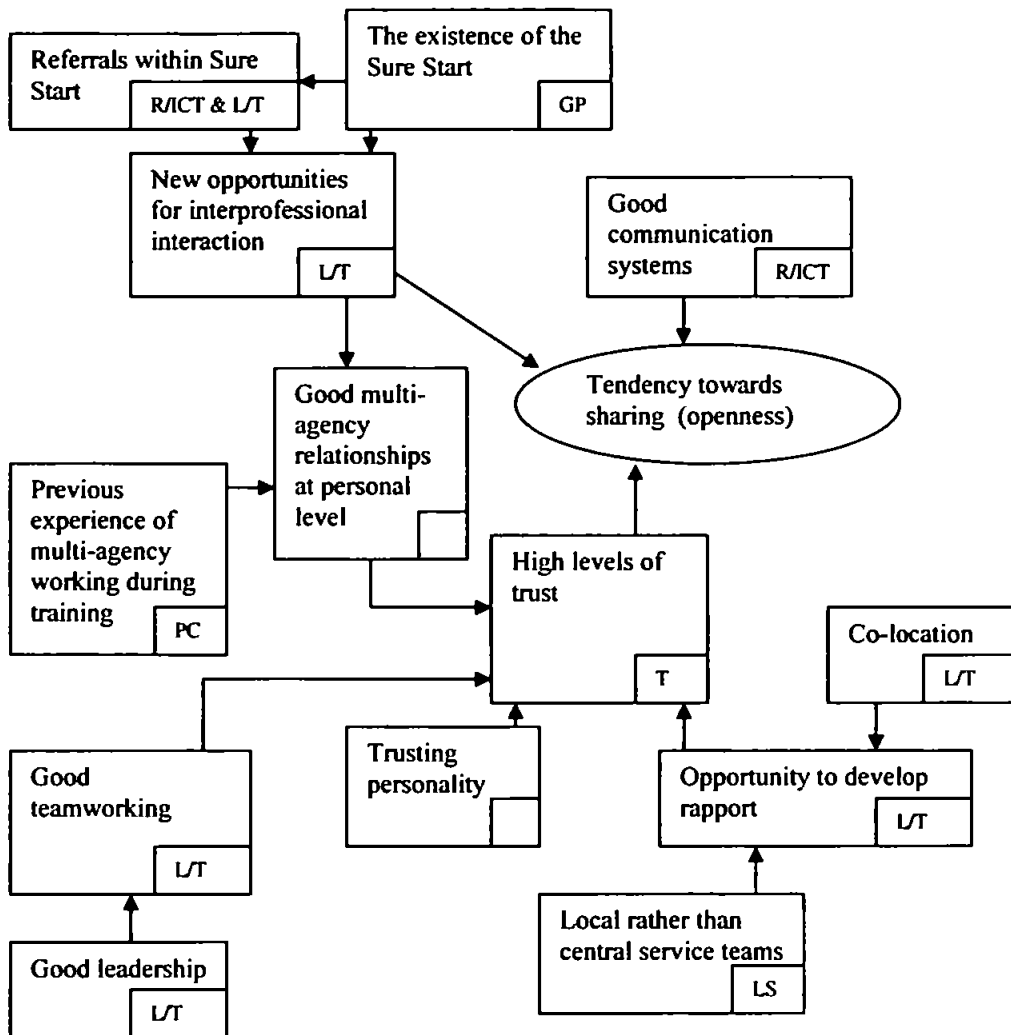 Referrals within Sure
Start
R/ICT & L/T
The existence of the
Sure Start
GP
New opportunities
for interprofessional
interaction
L/T
Good
communication
systems
R/ICT
Tendency towards
sharing (openness)
Good multi-
agency
relationships
at personal
level
Previous
experience of
multi-agency
working during
training
PC
High levels of
trust
T
Co-location
L/T
Good
teamworking
L/T
Trusting
personality
Opportunity to develop
rapport
L/T
Local rather than
central service teams
LS
Good leadership
L/T